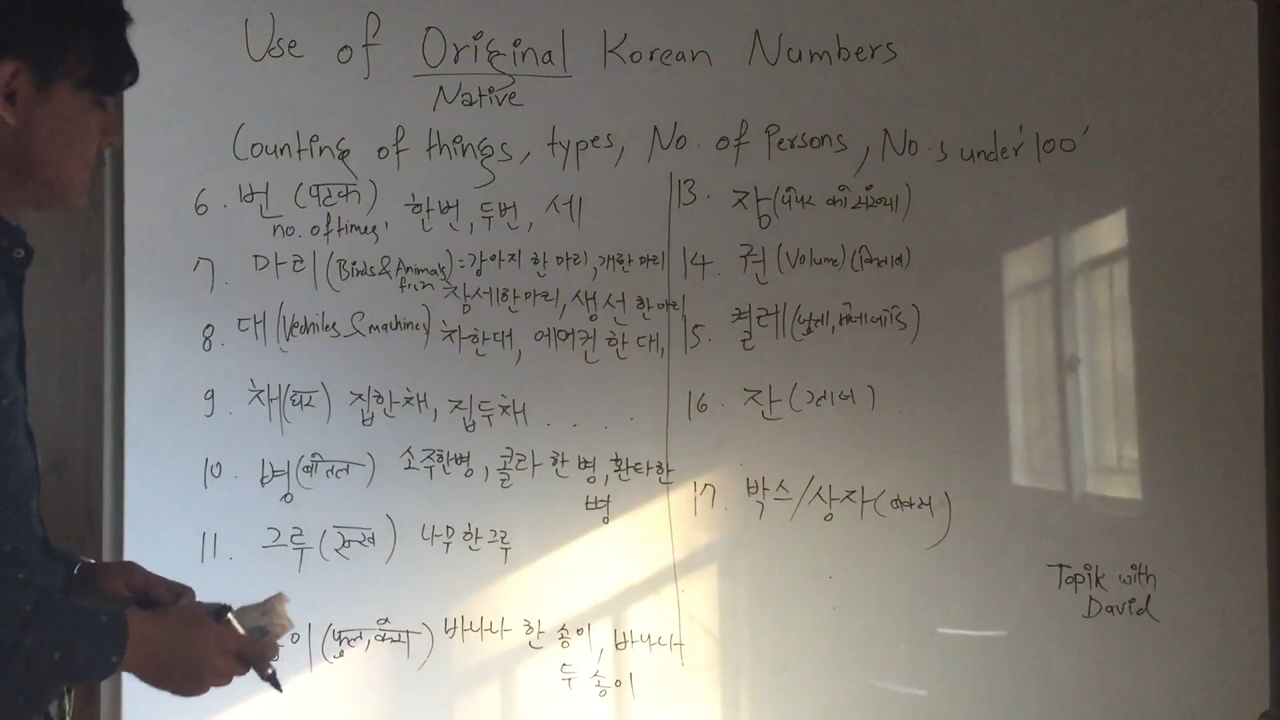 Use of Original Korean Numbers
Native
Counting of things, types, No. of Persons, No.s under '100'
6.번 (पटक) 한번, 두번, 세
no. of times,
7. 마리 (Birds & Animals) = 강아지 한 마리, 개한 마리
참세한마리, 생선 한 마리
8. 대 (Vechiles & machines) 차한대, 에어컨 한 대,
9. 채 (घर) 집한채, 집두채 . . . .
10. 병 (बोतल) 소주한병, 콜라 한 병, 환타한
병
11. 그루 (रुख) 나무한그루
이 (फूल, केरा) 바나나 한 송이, 바나나
두 송이
13. 장 (पेपर को संख्या)
14. 권 (Volume) (किताब)
15. 켤레 (जुत्ता, मोजा जोडि)
16. 잔 (गिलास)
17. 박스/상자
Topik with
David